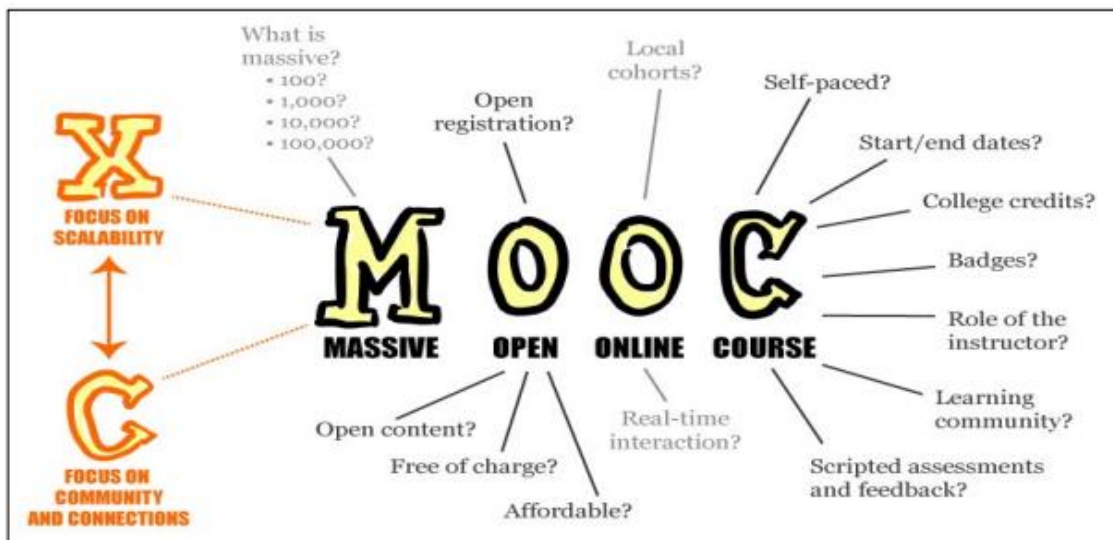 What is
massive?
• 100?
• 1,000?
• 10,000?
• 100,000?
Local
cohorts?
Self-paced?
Open
registration?
Start/end dates?
College credits?
Badges?
Role of the
instructor?
Learning
community?
Scripted assessments
and feedback?
X
FOCUS ON
SCALABILITY
C
FOCUS ON
COMMUNITY
AND CONNECTIONS
M O O C
MASSIVE OPEN ONLINE COURSE
Open content?
Free of charge?
Affordable?
Real-time
interaction?